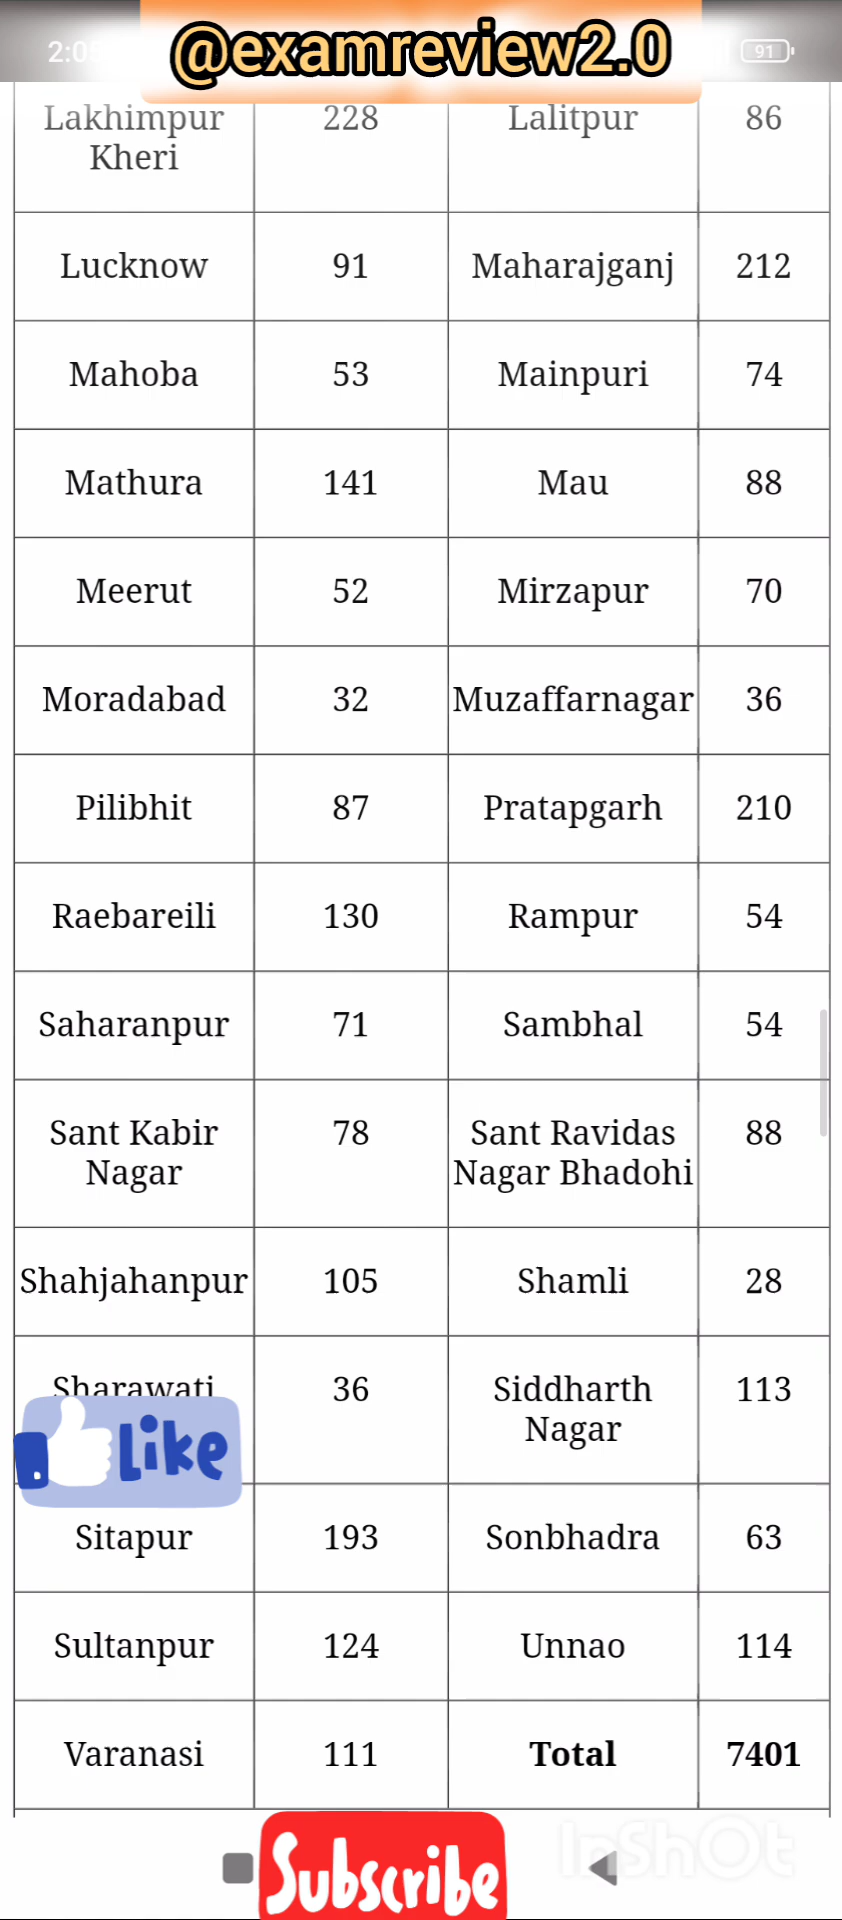 @examreview2.0
91
Lakhimpur 228 Lalitpur 86
Kheri
Lucknow 91 Maharajganj 212
Mahoba 53 Mainpuri 74
Mathura 141 Mau 88
Meerut 52 Mirzapur 70
Moradabad 32 Muzaffarnagar 36
Pilibhit 87 Pratapgarh 210
Raebareili 130 Rampur 54
Saharanpur 71 Sambhal 54
Sant Kabir 78 Sant Ravidas 88
Nagar Nagar Bhadohi
Shahjahanpur 105 Shamli 28
Sharawati 36 Siddharth 113
Nagar
Like
Sitapur 193 Sonbhadra 63
Sultanpur 124 Unnao 114
Varanasi 111 Total 7401
Subscribe
InShOt